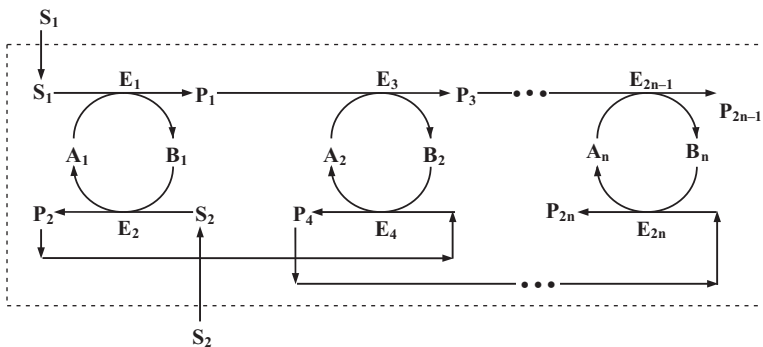 S1
S1 E1 P1 E3 P3 E2n–1 P2n–1
A1 B1 A2 B2 An Bn
P2 E2 S2 P4 E4 P2n E2n
S2